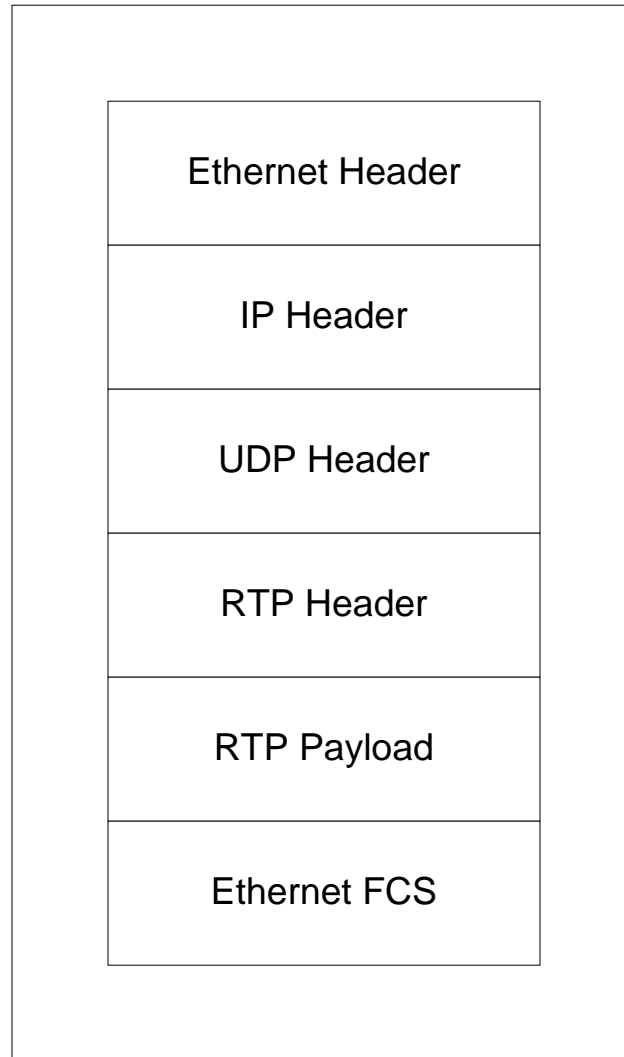 Ethernet Header
IP Header
UDP Header
RTP Header
RTP Payload
Ethernet FCS